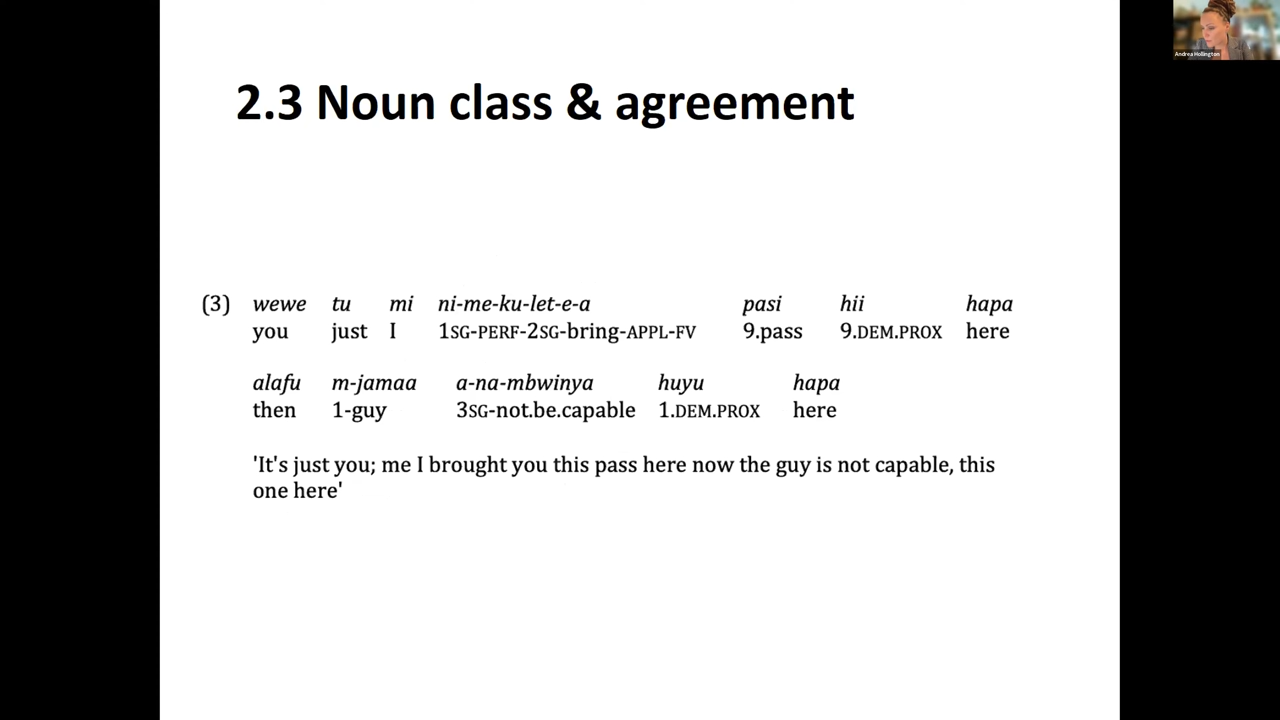 Andrea Hollington
2.3 Noun class & agreement
(3) wewe tu mi ni-me-ku-let-e-a pasi hii hapa
you just I 1SG-PERF-2SG-bring-APPL-FV 9.pass 9.DEM.PROX here
alafu m-jamaa a-na-mbwinya huyu hapa
then 1-guy 3SG-not.be.capable 1.DEM.PROX here
'It's just you; me I brought you this pass here now the guy is not capable, this
one here'